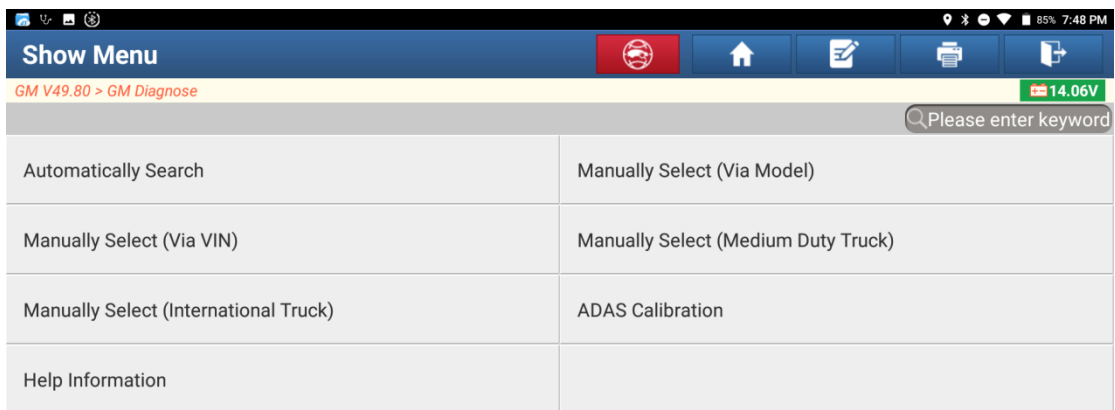 85% 7:48 PM
Show Menu
GM V49.80 > GM Diagnose
14.06V
Please enter keyword
Automatically Search
Manually Select (Via Model)
Manually Select (Via VIN)
Manually Select (Medium Duty Truck)
Manually Select (International Truck)
ADAS Calibration
Help Information